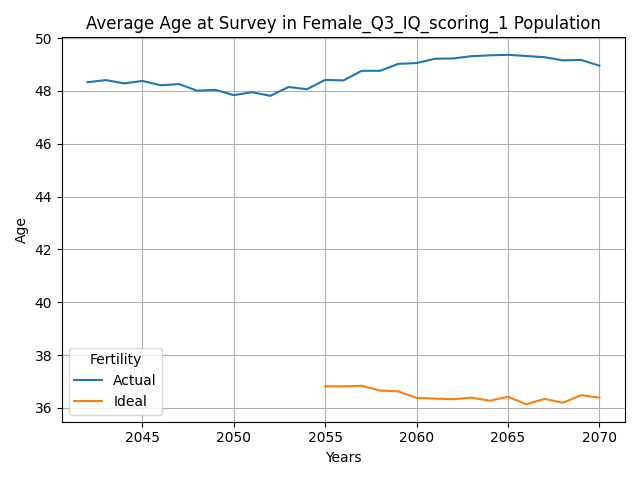 Average Age at Survey in Female_Q3_IQ_scoring_1 Population
50
48
46
44
42
40
38
36
Age
Fertility
Actual
Ideal
2045 2050 2055 2060 2065 2070
Years